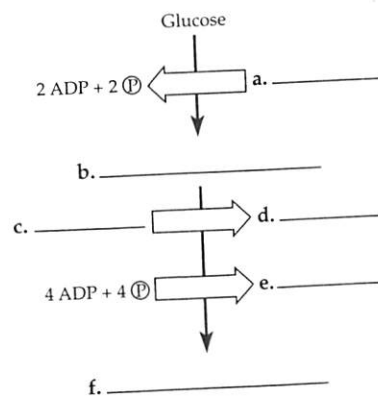 Glucose
2 ADP + 2 Ⓟ a.
b.
c. d.
4 ADP + 4 Ⓟ e.
f.